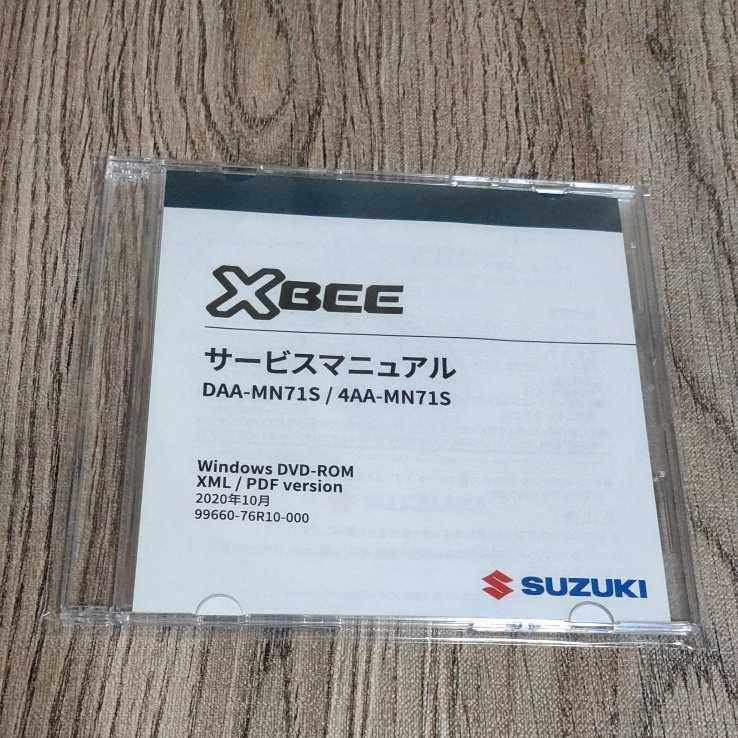 XBEE
サービスマニュアル
DAA-MN71S / 4AA-MN71S
Windows DVD-ROM
XML / PDF version
2020年10月
99660-76R10-000
SUZUKI